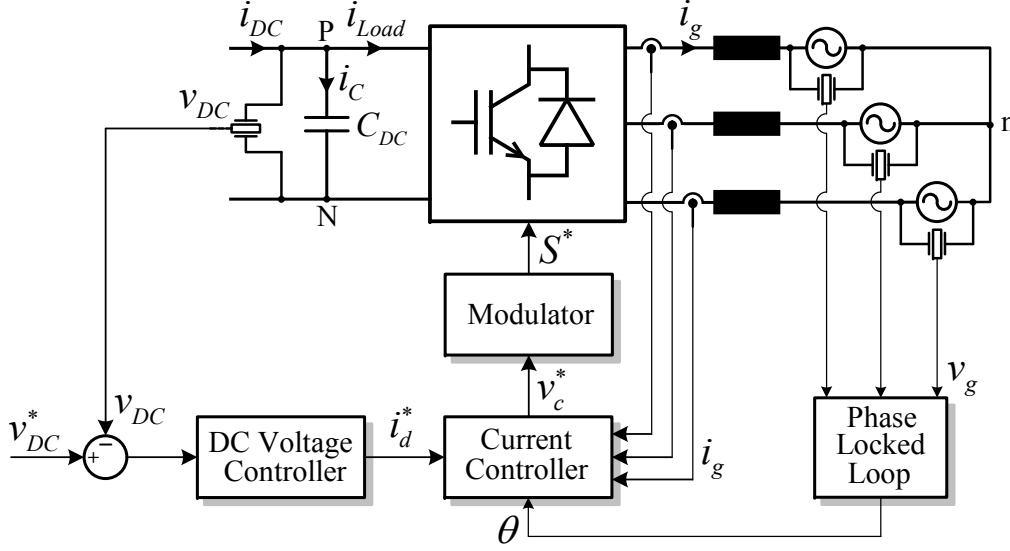 i_DC P i_Load i_g
i_C
v_DC C_DC
n
N
S*
Modulator
v_DC v_c* v_g
v_DC* − + DC Voltage Controller i_d* Current Controller i_g Phase Locked Loop
θ